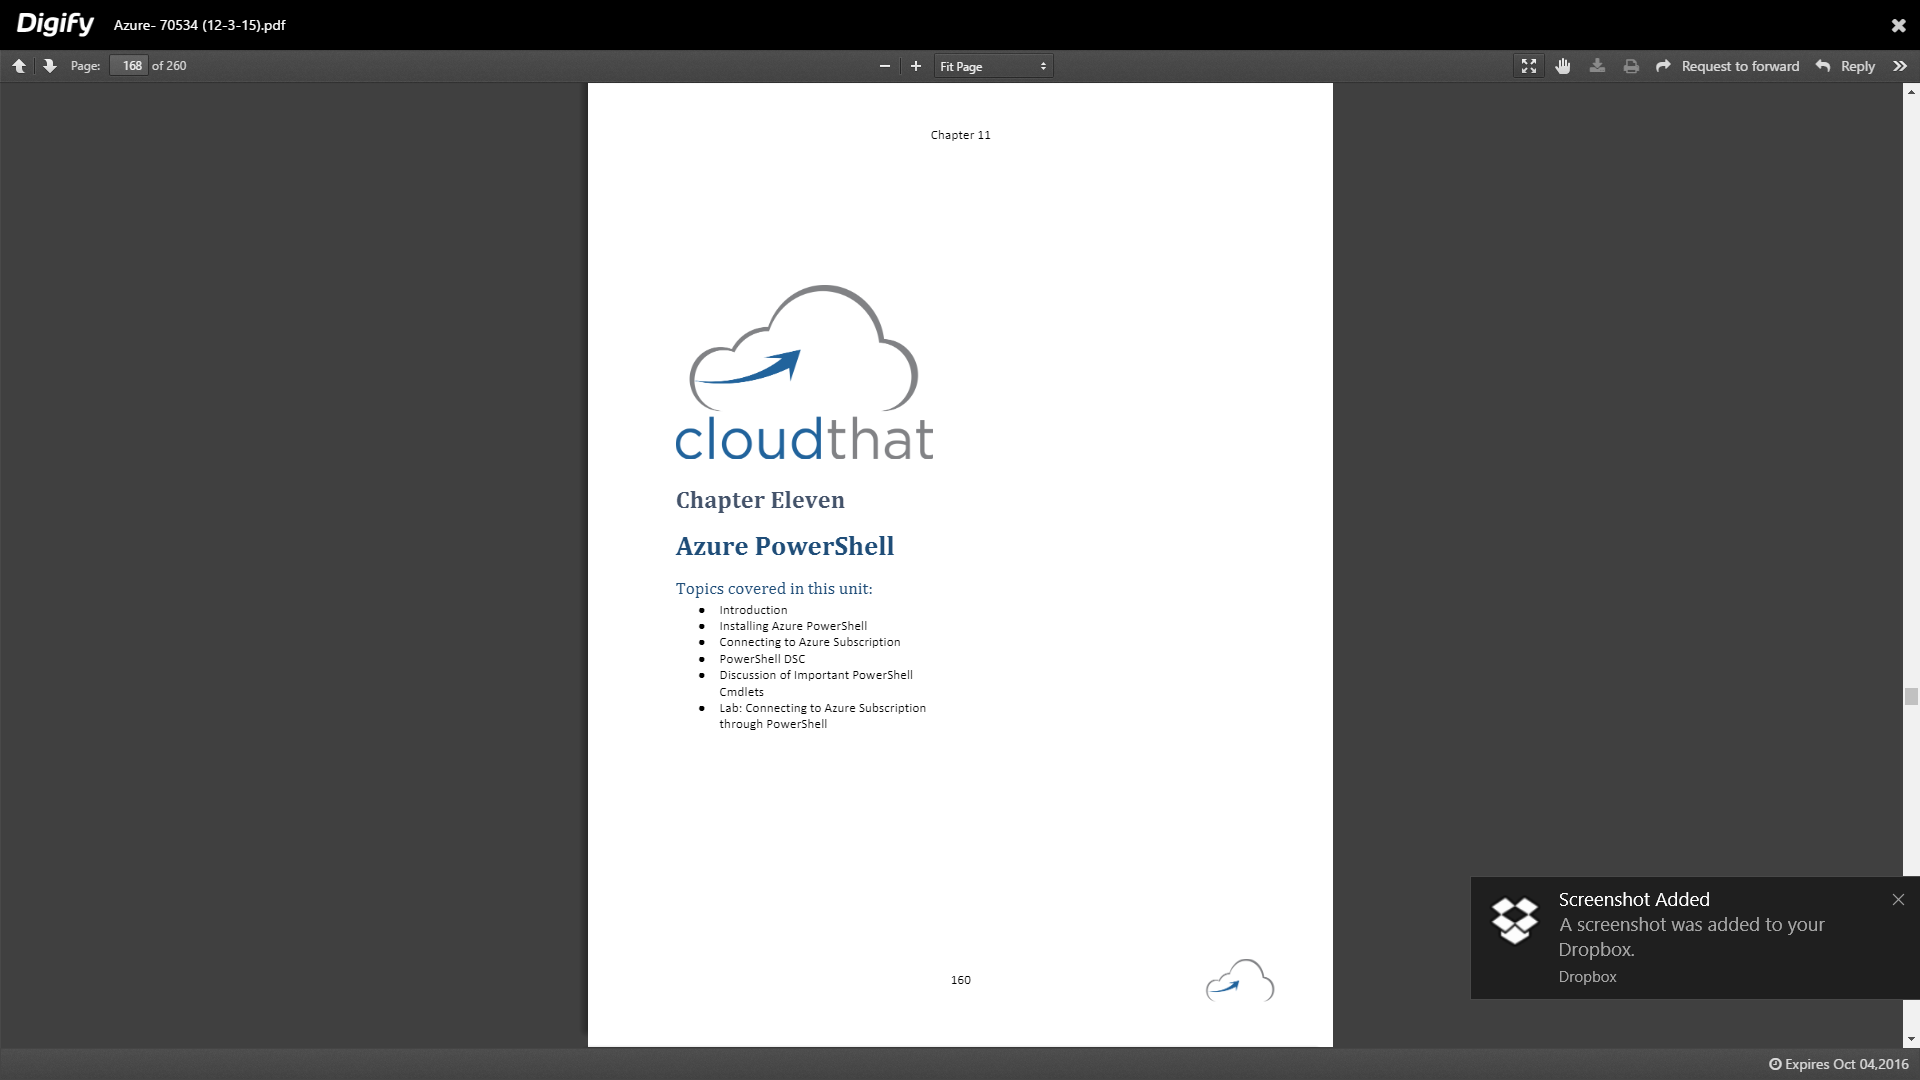 Digify Azure- 70534 (12-3-15).pdf
Page: 168 of 260 Fit Page Request to forward Reply
Chapter 11
cloudthat
Chapter Eleven
Azure PowerShell
Topics covered in this unit:
● Introduction
● Installing Azure PowerShell
● Connecting to Azure Subscription
● PowerShell DSC
● Discussion of Important PowerShell
Cmdlets
● Lab: Connecting to Azure Subscription
through PowerShell
160
Screenshot Added
A screenshot was added to your
Dropbox.
Dropbox
Expires Oct 04,2016